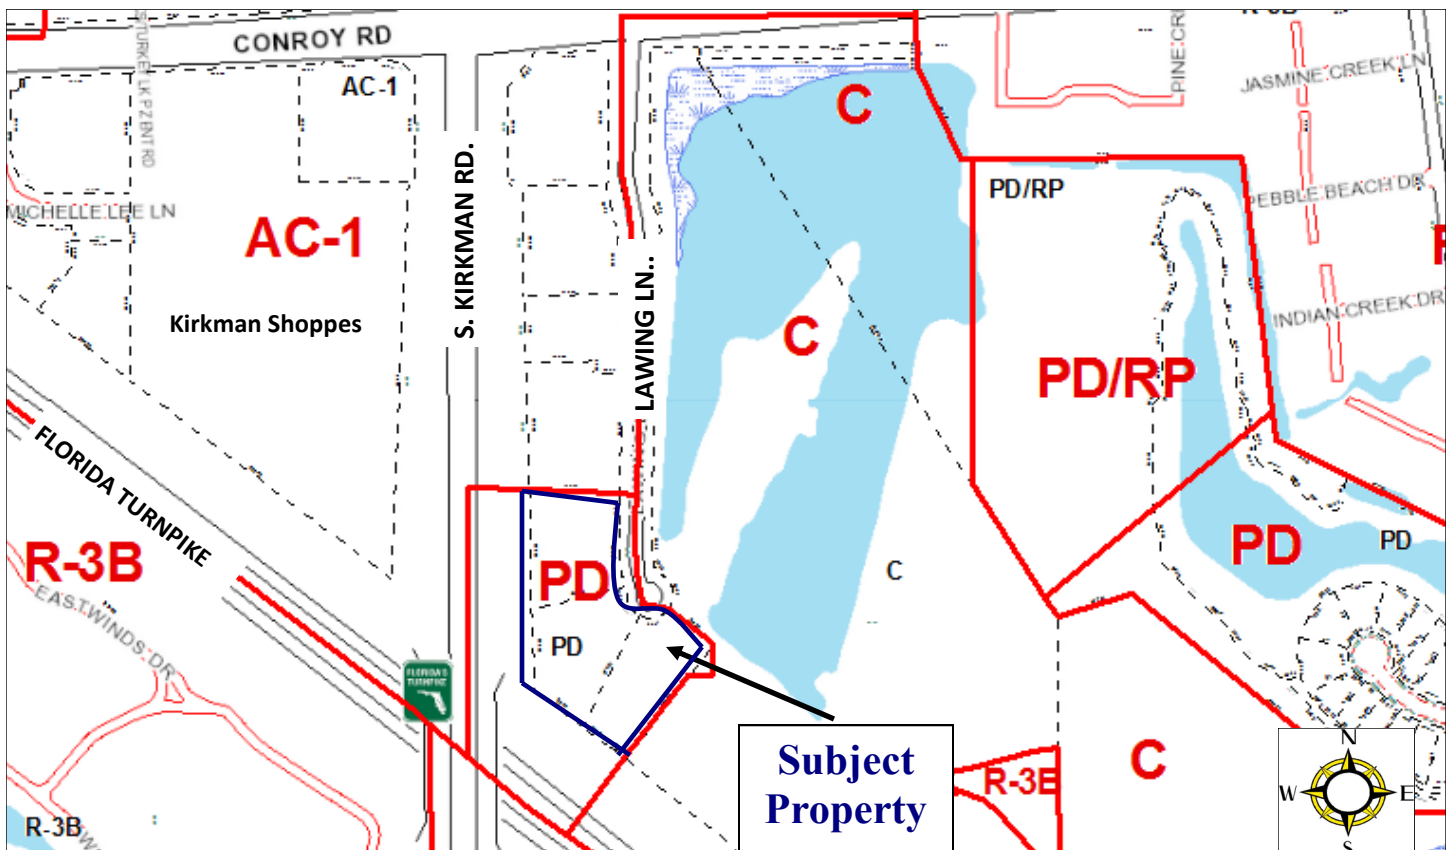 CONROY RD
AC-1
AC-1
MICHELLE LEE LN
Kirkman Shoppes
S. KIRKMAN RD.
LAWING LN..
C
C
C
PD/RP
PD/RP
JASMINE CREEK LN
PEBBLE BEACH DR
INDIAN CREEK DR
FLORIDA TURNPIKE
R-3B
EASTWINDS DR
R-3B
FLORIDA'S
TURNPIKE
PD
PD
PD
PD
Subject
Property
C
N
W
E
S